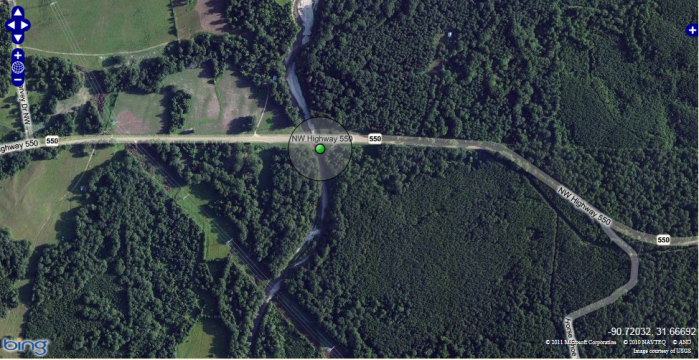 NW Highway 550
550
550
ghway 550
NW Highway 550
550
-90.72032, 31.66692
© 2011 Microsoft Corporation © 2010 NAVTEQ © AND
Image courtesy of USGS
bing